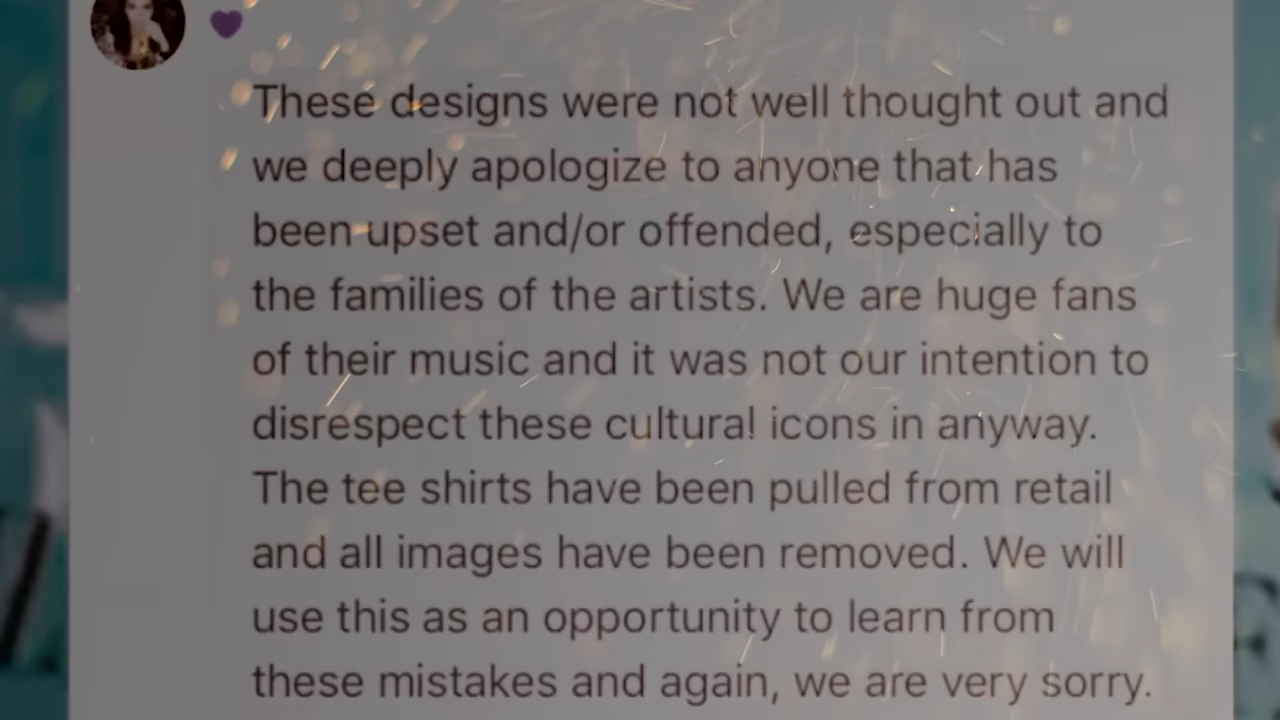 These designs were not well thought out and
we deeply apologize to anyone that has
been upset and/or offended, especially to
the families of the artists. We are huge fans
of their music and it was not our intention to
disrespect these cultural icons in anyway.
The tee shirts have been pulled from retail
and all images have been removed. We will
use this as an opportunity to learn from
these mistakes and again, we are very sorry.